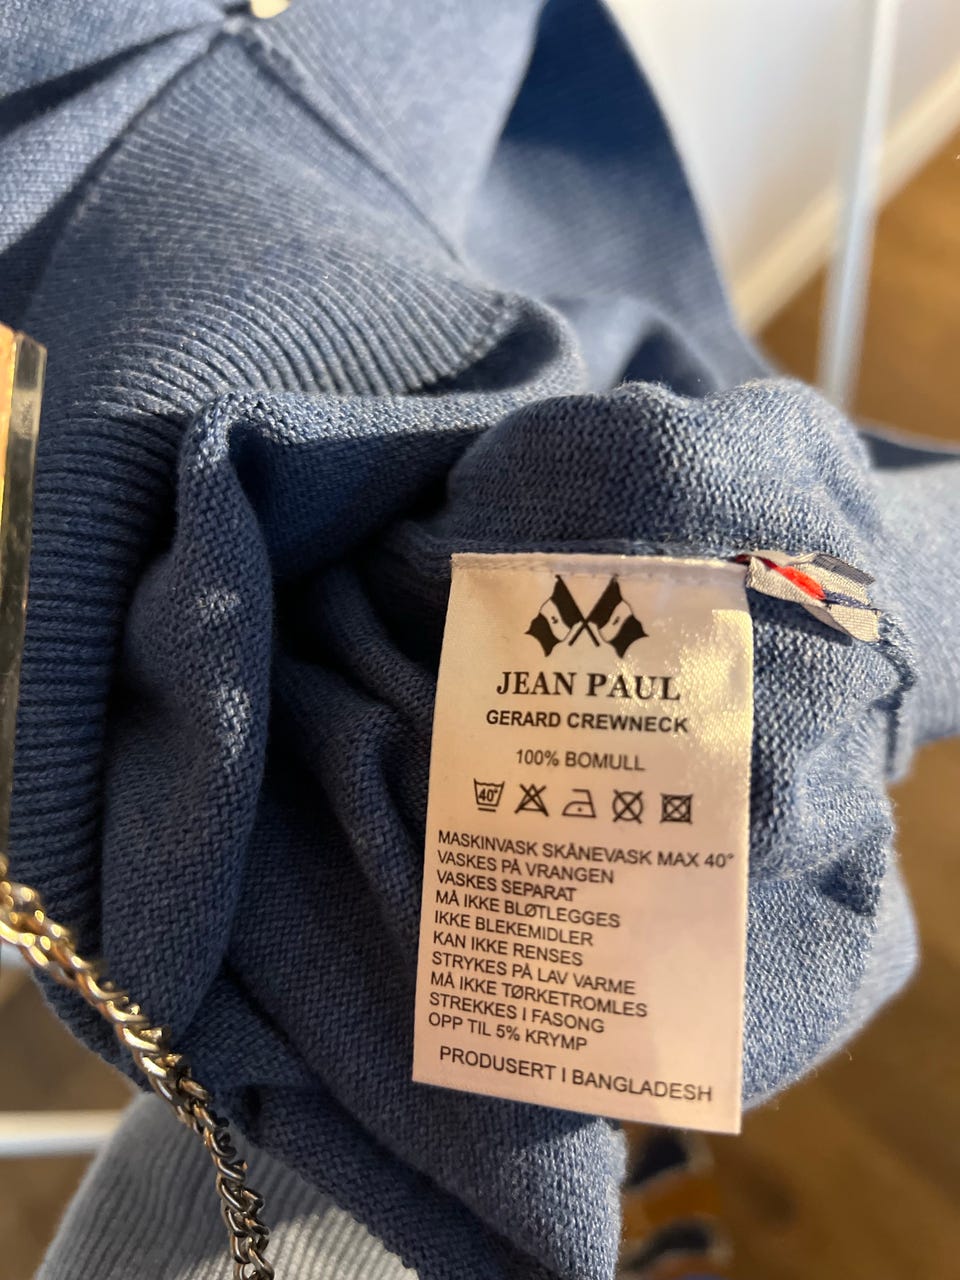 JEAN PAUL
GERARD CREWNECK
100% BOMULL
40°
MASKINVASK SKÅNEVASK MAX 40°
VASKES PÅ VRANGEN
VASKES SEPARAT
MÅ IKKE BLØTLEGGES
IKKE BLEKEMIDLER
KAN IKKE RENSES
STRYKES PÅ LAV VARME
MÅ IKKE TØRKETROMLES
STREKKES I FASONG
OPP TIL 5% KRYMP
PRODUSERT I BANGLADESH